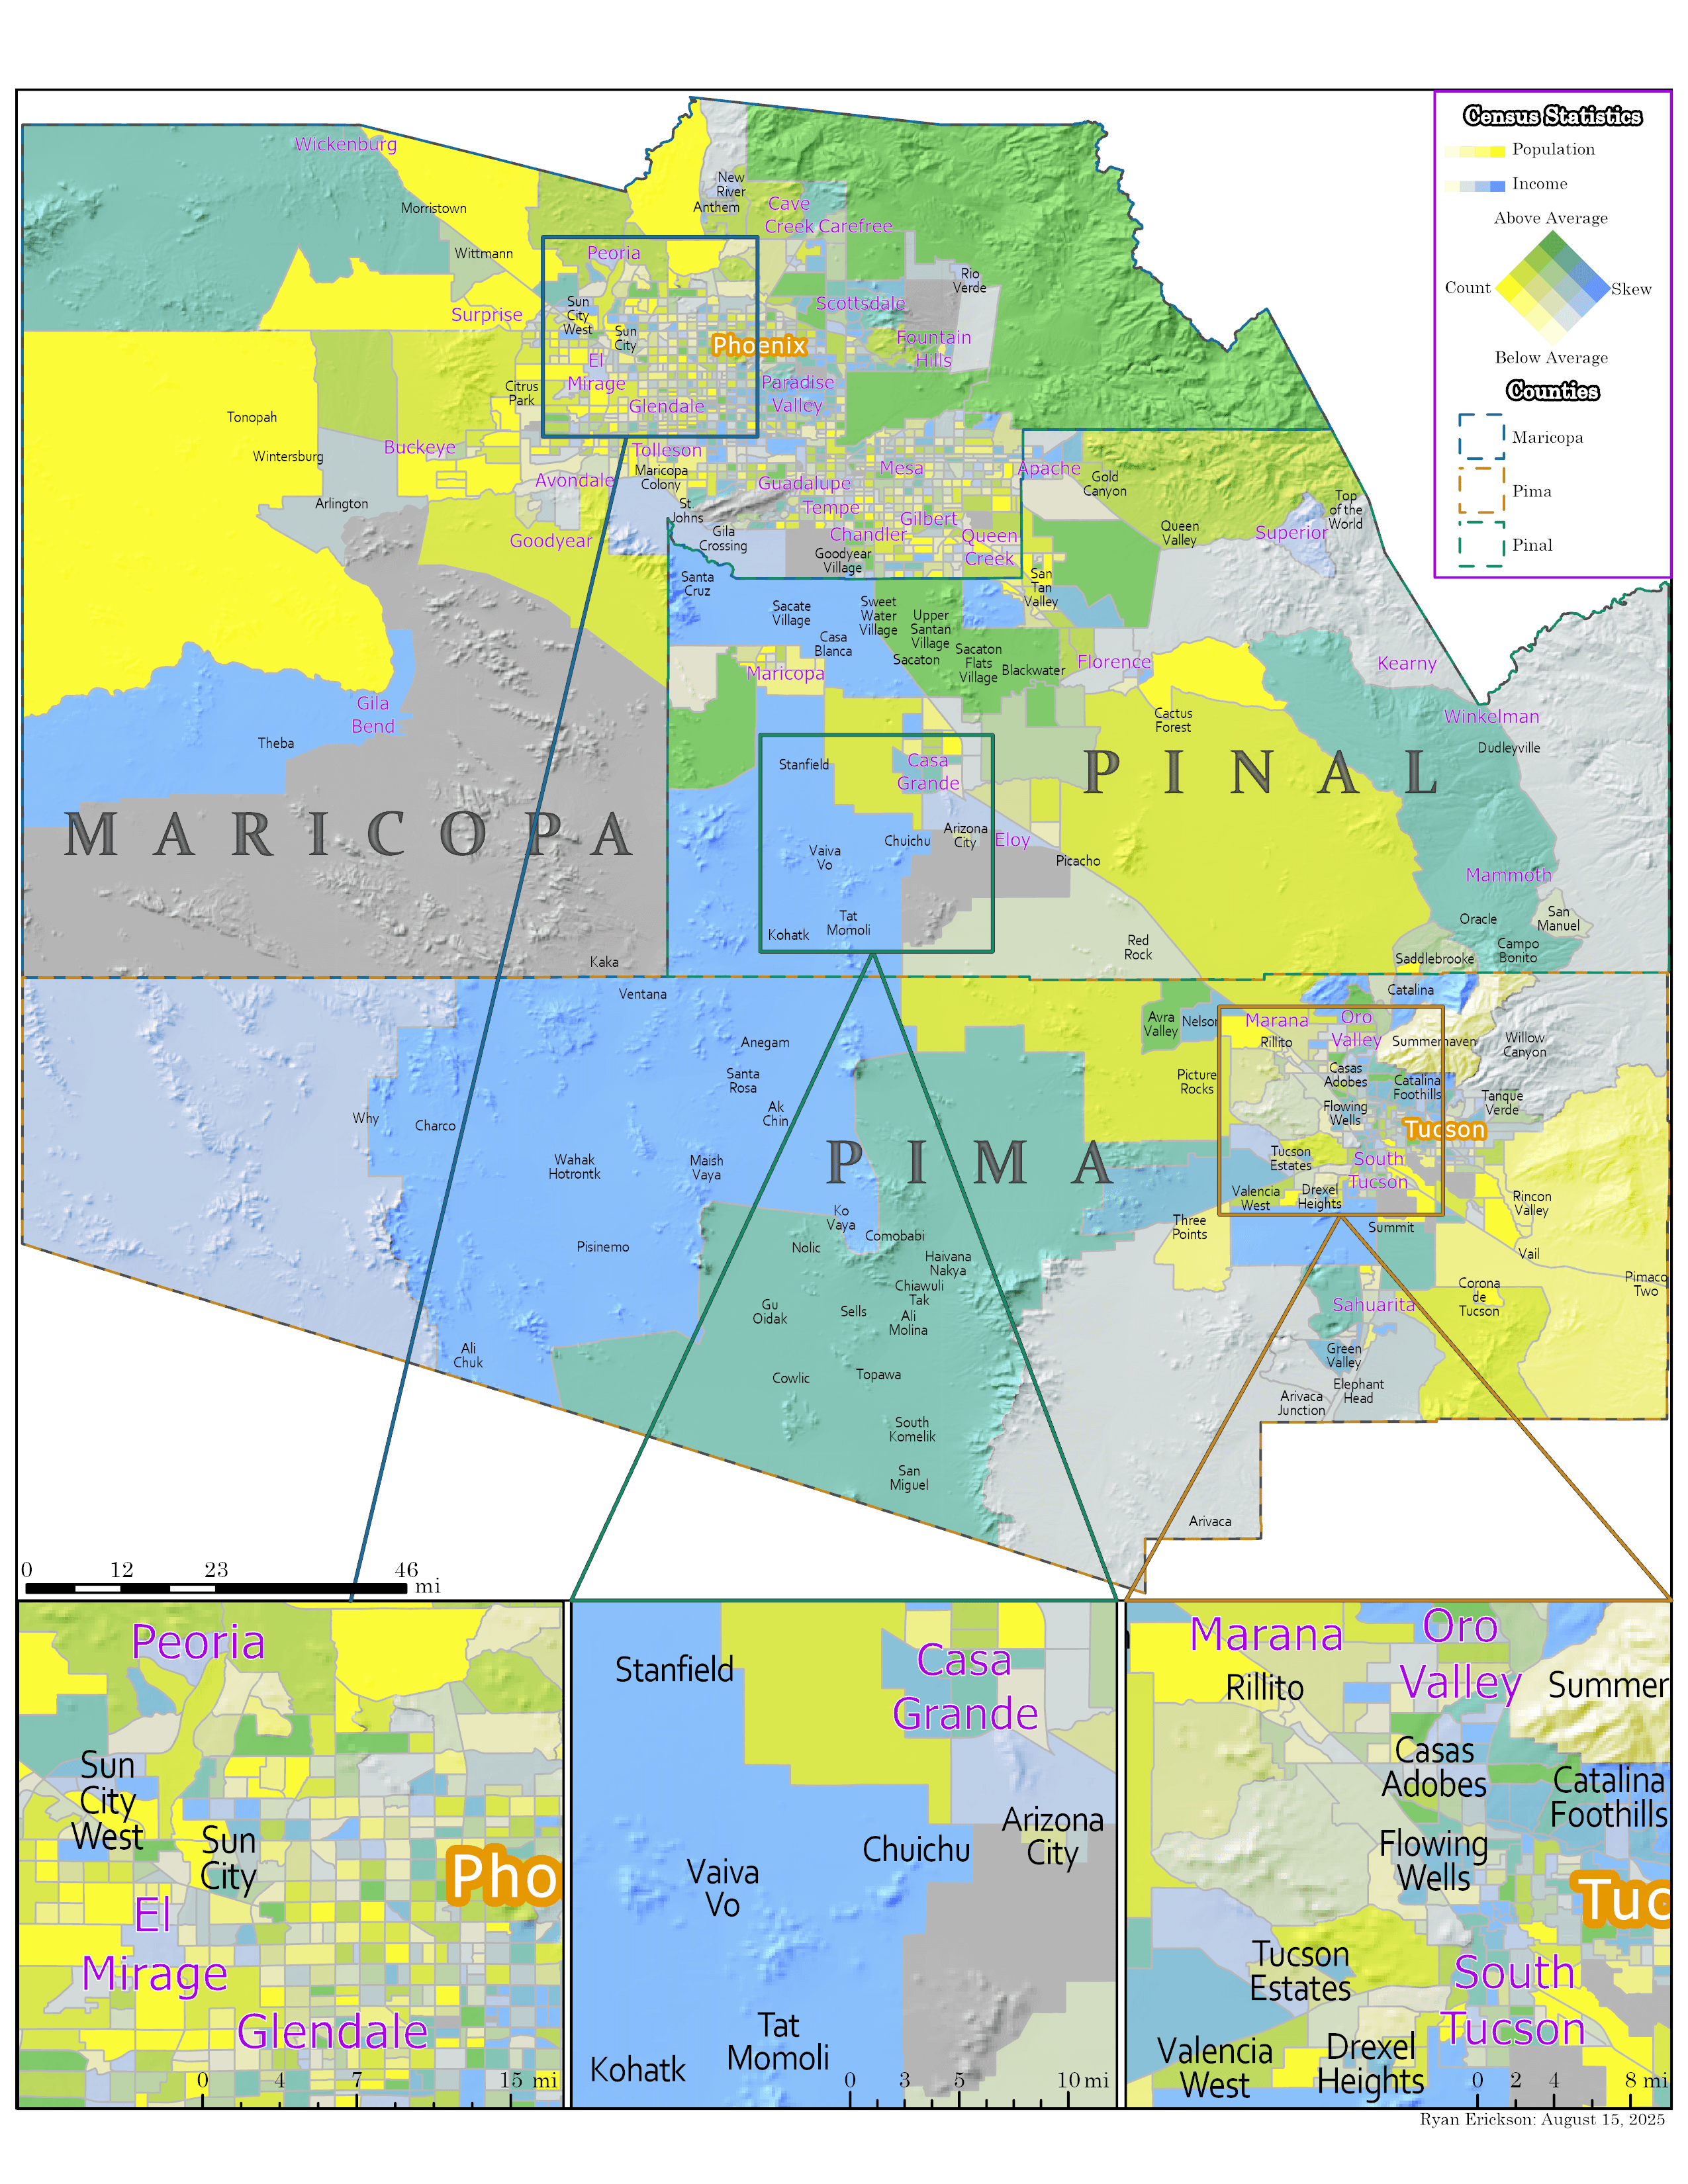 Census Statistics
Population
Income
Above Average
Count
Skew
Below Average
Counties
Maricopa
Pima
Pinal
Wickenburg
New
River
Anthem
Morristown
Cave
Creek
Carefree
Wittmann
Peoria
Rio
Verde
Surprise
Sun
City
West
Sun
City
Scottsdale
Phoenix
Fountain
Hills
El
Mirage
Citrus
Park
Paradise
Valley
Glendale
Tonopah
Buckeye
Wintersburg
Tolleson
Avondale
Maricopa
Colony
Mesa
Apache
Gold
Canyon
Guadalupe
Tempe
Arlington
St
Johns
Top
of the
World
Goodyear
Gila
Crossing
Chandler
Gilbert
Queen
Creek
Queen
Valley
Superior
Goodyear
Village
Santa
Cruz
San
Tan
Valley
Sacate
Village
Sweet
Water
Village
Upper
Santan
Village
Casa
Blanca
Sacaton
Sacaton
Flats
Village
Blackwater
Florence
Kearny
Maricopa
Gila
Bend
Theba
Cactus
Forest
Winkelman
Dudleyville
Stanfield
Casa
Grande
PINAL
MARICOPA
Arizona
City
Chuichu
Eloy
Vaiva
Vo
Picacho
Mammoth
Tat
Momoli
Kohatk
Oracle
San
Manuel
Red
Rock
Saddlebrooke
Campo
Bonito
Kaka
Ventana
Catalina
Avra
Valley
Nelson
Marana
Oro
Valley
Rillito
Summerhaven
Willow
Canyon
Anegam
Santa
Rosa
Picture
Rocks
Casas
Adobes
Catalina
Foothills
Tanque
Verde
Ak
Chin
Why
Charco
Flowing
Wells
Tucson
Wahak
Hotrontk
Maish
Vaya
PIMA
Tucson
Estates
South
Tucson
Valencia
West
Drexel
Heights
Rincon
Valley
Ko
Vaya
Comobabi
Three
Points
Summit
Pisinemo
Nolic
Haivana
Nakya
Vail
Chiawuli
Tak
Pimaco
Two
Gu
Oidak
Sells
Ali
Molina
Sahuarita
Corona
de
Tucson
Ali
Chuk
Green
Valley
Cowlic
Topawa
Elephant
Head
Arivaca
Junction
South
Komelik
San
Miguel
Arivaca
0 12 23 46 mi
Peoria
Sun
City
West
Sun
City
Pho
El
Mirage
Glendale
0 4 7 15 mi
Stanfield
Casa
Grande
Arizona
City
Chuichu
Vaiva
Vo
Tat
Momoli
Kohatk
0 3 5 10 mi
Marana
Oro
Valley
Rillito
Summer
Casas
Adobes
Catalina
Foothills
Flowing
Wells
Tuc
Tucson
Estates
South
Tucson
Valencia
West
Drexel
Heights
0 2 4 8 mi
Ryan Erickson: August 15, 2025